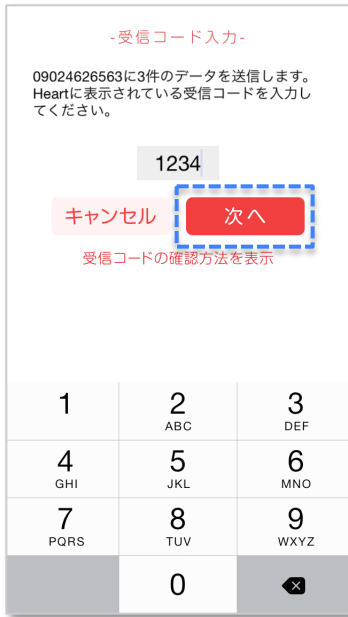 -受信コード入力-
09024626563に3件のデータを送信します。
Heartに表示されている受信コードを入力し
てください。
1234
キャンセル 次へ
受信コードの確認方法を表示
1 2 3
ABC DEF
4 5 6
GHI JKL MNO
7 8 9
PQRS TUV WXYZ
0